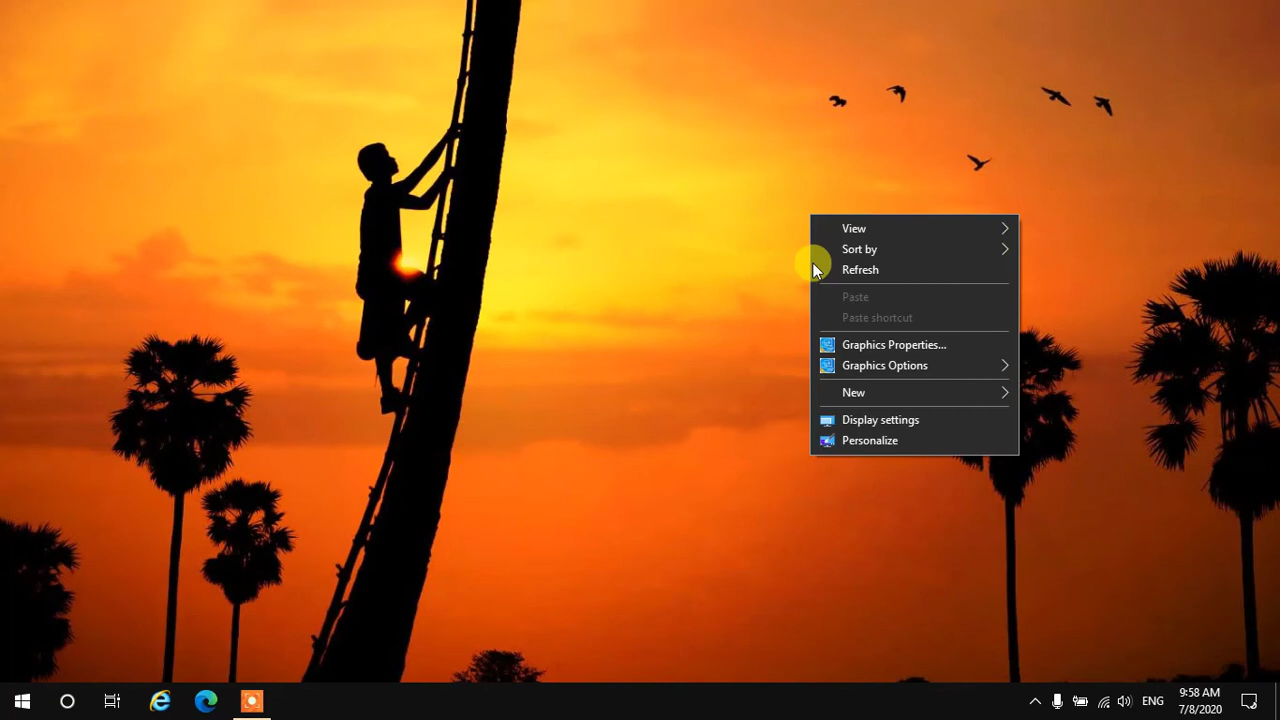 View
Sort by
Refresh
Paste
Paste shortcut
Graphics Properties...
Graphics Options
New
Display settings
Personalize
ENG
9:58 AM
7/8/2020